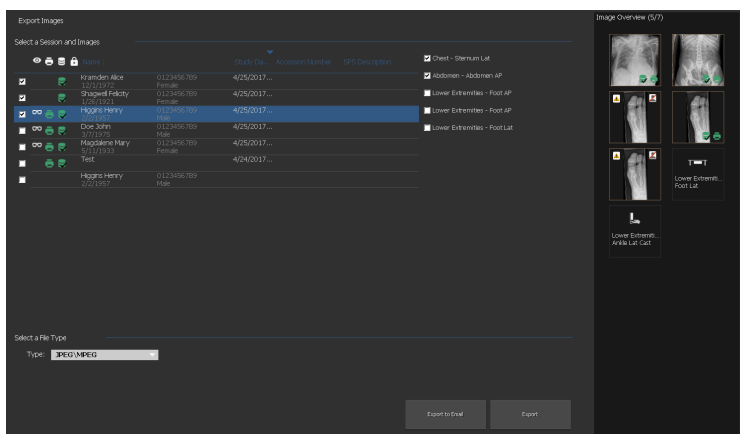 Export Images
Image Overview (5/7)
Select a Session and Images
Name
Study Da...
Accession Number
SPS Description
Kramden Alice
12/1/1972
0123456789
Female
4/25/2017...
Shagwell Felicity
1/26/1921
0123456789
Female
4/25/2017...
Higgins Henry
2/2/1957
0123456789
Male
4/25/2017...
Doe John
3/7/1975
0123456789
Male
4/25/2017...
Magdalene Mary
5/11/1933
0123456789
Female
4/25/2017...
Test
4/24/2017...
Higgins Henry
2/2/1957
0123456789
Male
Chest - Sternum Lat
Abdomen - Abdomen AP
Lower Extremities - Foot AP
Lower Extremities - Foot AP
Lower Extremities - Foot Lat
Lower Extremiti...
Foot Lat
Lower Extremiti...
Ankle Lat Cast
Select a File Type
Type: JPEG\MPEG
Export to Email
Export